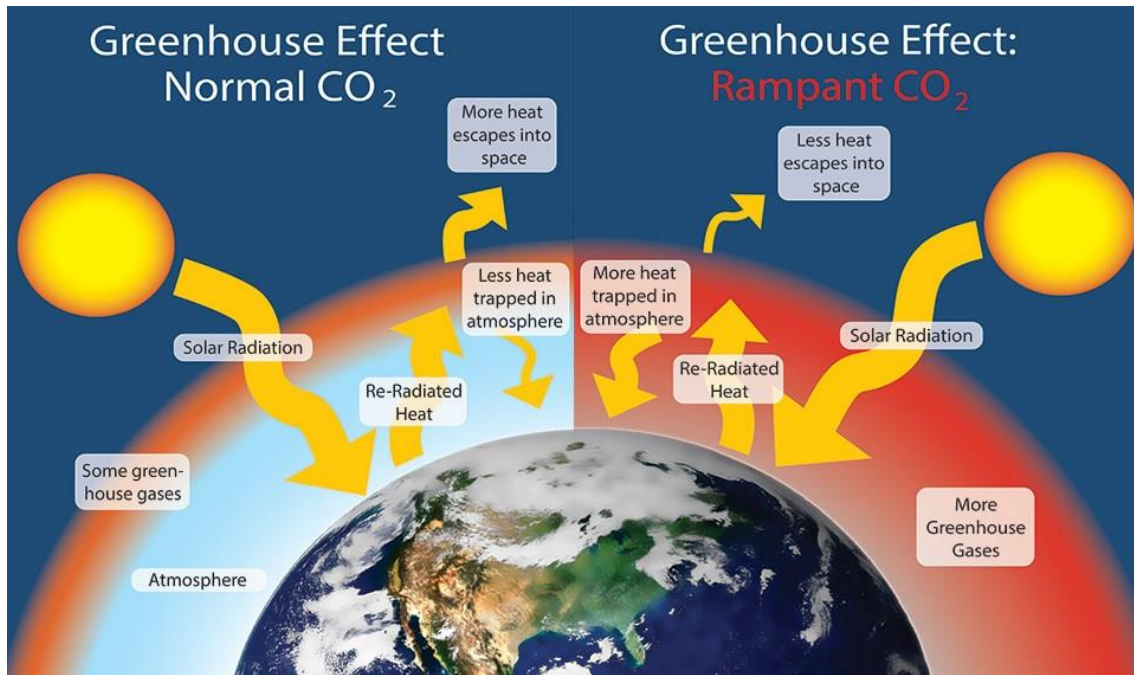 Greenhouse Effect
Normal CO₂
More heat
escapes into
space
Less heat
trapped in
atmosphere
Solar Radiation
Re-Radiated
Heat
Some green-
house gases
Atmosphere
Greenhouse Effect:
Rampant CO₂
Less heat
escapes into
space
More heat
trapped in
atmosphere
Re-Radiated
Heat
Solar Radiation
More
Greenhouse
Gases